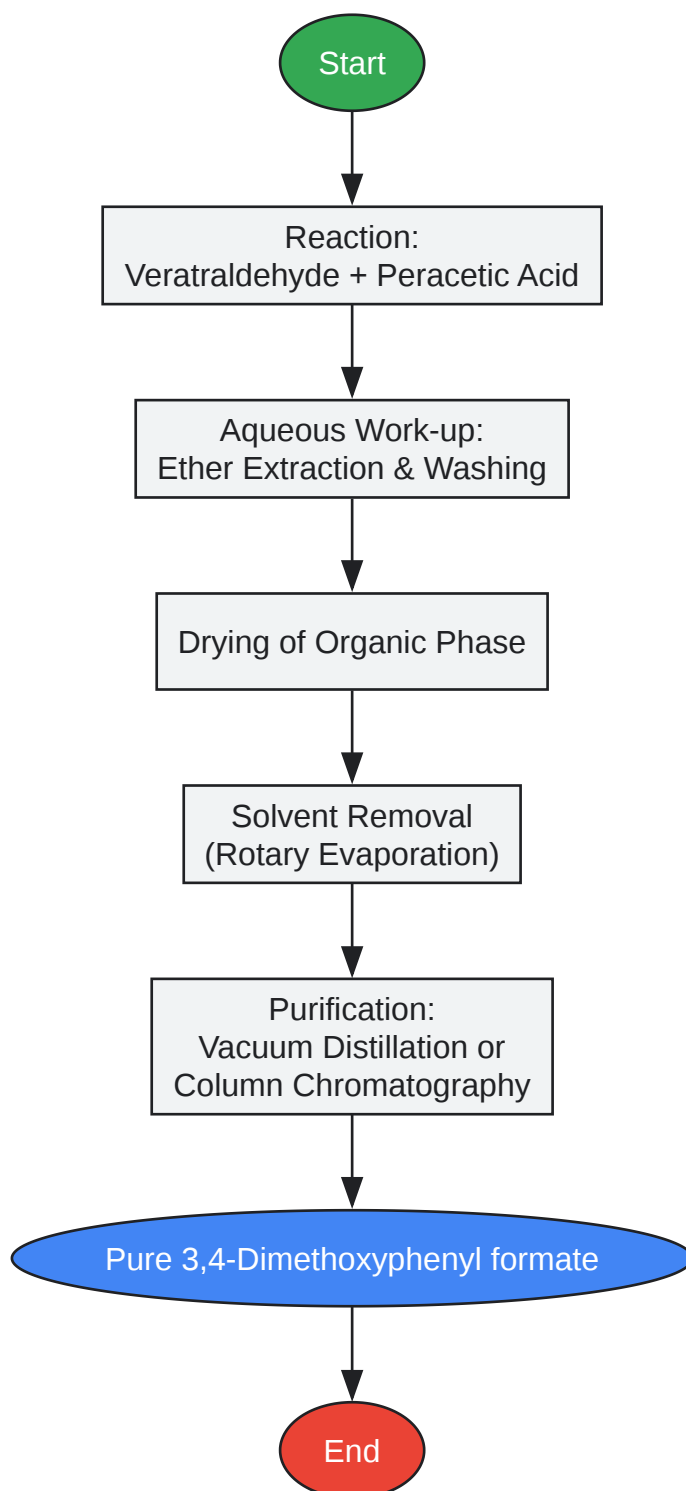 Start
Reaction:
Veratraldehyde + Peracetic Acid
Aqueous Work-up:
Ether Extraction & Washing
Drying of Organic Phase
Solvent Removal
(Rotary Evaporation)
Purification:
Vacuum Distillation or
Column Chromatography
Pure 3,4-Dimethoxyphenyl formate
End